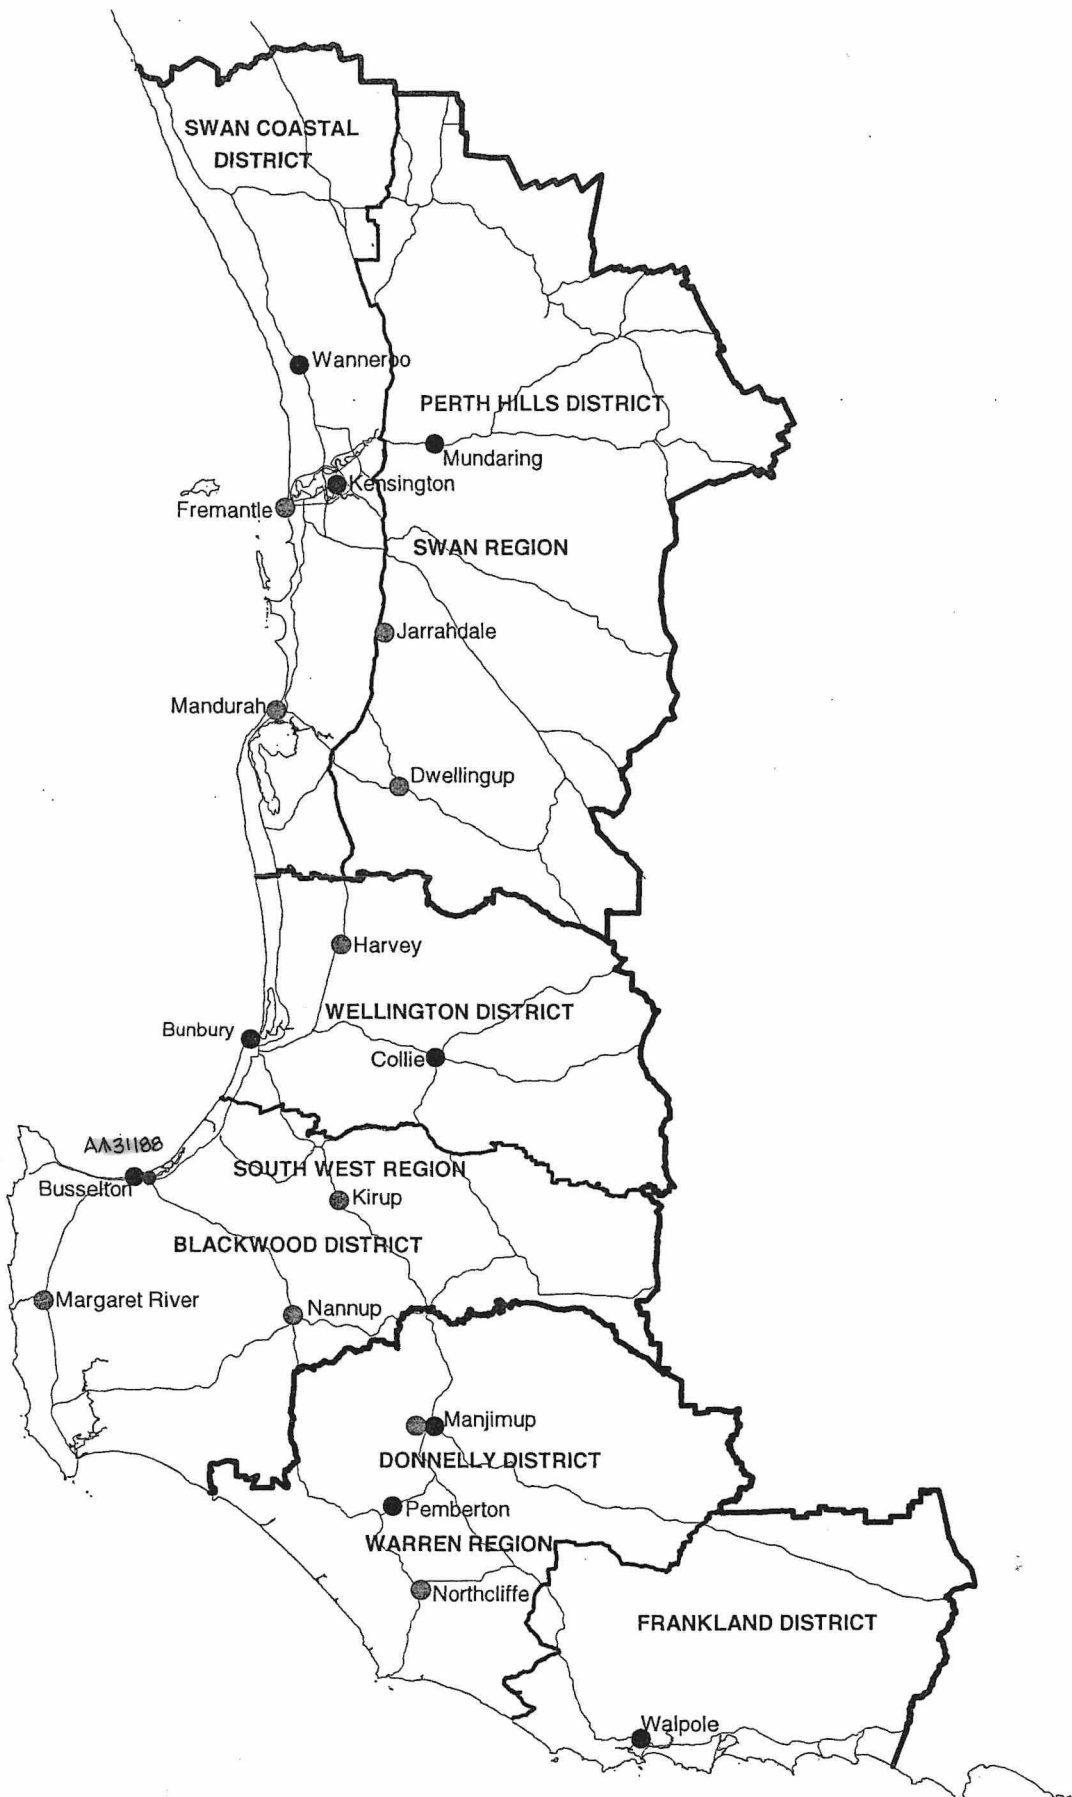 SWAN COASTAL
DISTRICT
Wanneroo
PERTH HILLS DISTRICT
Mundaring
Kensington
Fremantle
SWAN REGION
Jarrahdale
Mandurah
Dwellingup
Harvey
WELLINGTON DISTRICT
Bunbury
Collie
AA31188
SOUTH WEST REGION
Busselton
Kirup
BLACKWOOD DISTRICT
Margaret River
Nannup
Manjimup
DONNELLY DISTRICT
Pemberton
WARREN REGION
Northcliffe
FRANKLAND DISTRICT
Walpole